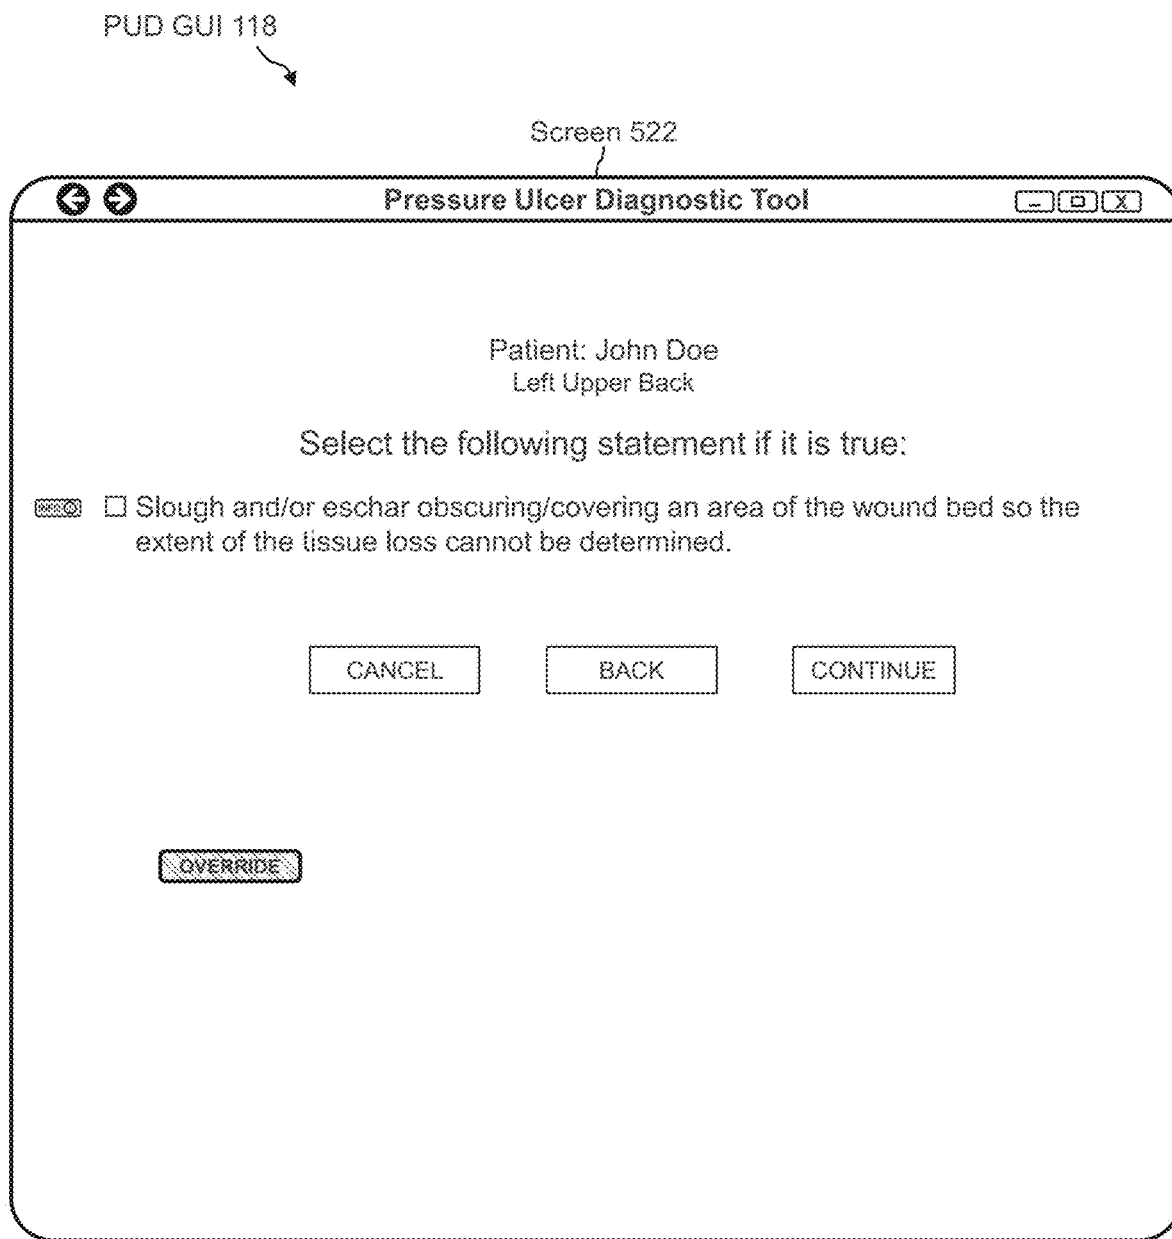 PUD GUI 118
Screen 522
Pressure Ulcer Diagnostic Tool
X
Patient: John Doe
Left Upper Back
Select the following statement if it is true:
Slough and/or eschar obscuring/covering an area of the wound bed so the
extent of the tissue loss cannot be determined.
CANCEL BACK CONTINUE
OVERRIDE